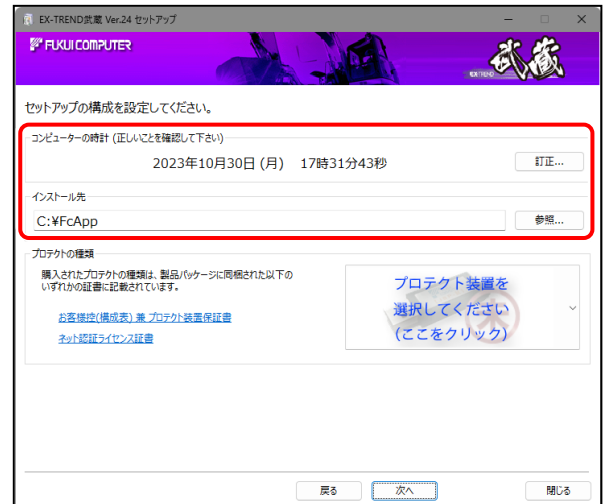 EX-TREND武蔵 Ver.24 セットアップ
FUKUI COMPUTER
EX-TREND 武蔵
セットアップの構成を設定してください。
コンピューターの時計 (正しいことを確認して下さい)
2023年10月30日 (月) 17時31分43秒
訂正...
インストール先
C:¥FcApp
参照...
プロテクトの種類
購入されたプロテクトの種類は、製品パッケージに同梱された以下の
いずれかの証書に記載されています。
お客様控(構成表) 兼 プロテクト装置保証書
ネット認証ライセンス証書
プロテクト装置を
選択してください
(ここをクリック)
戻る
次へ
閉じる